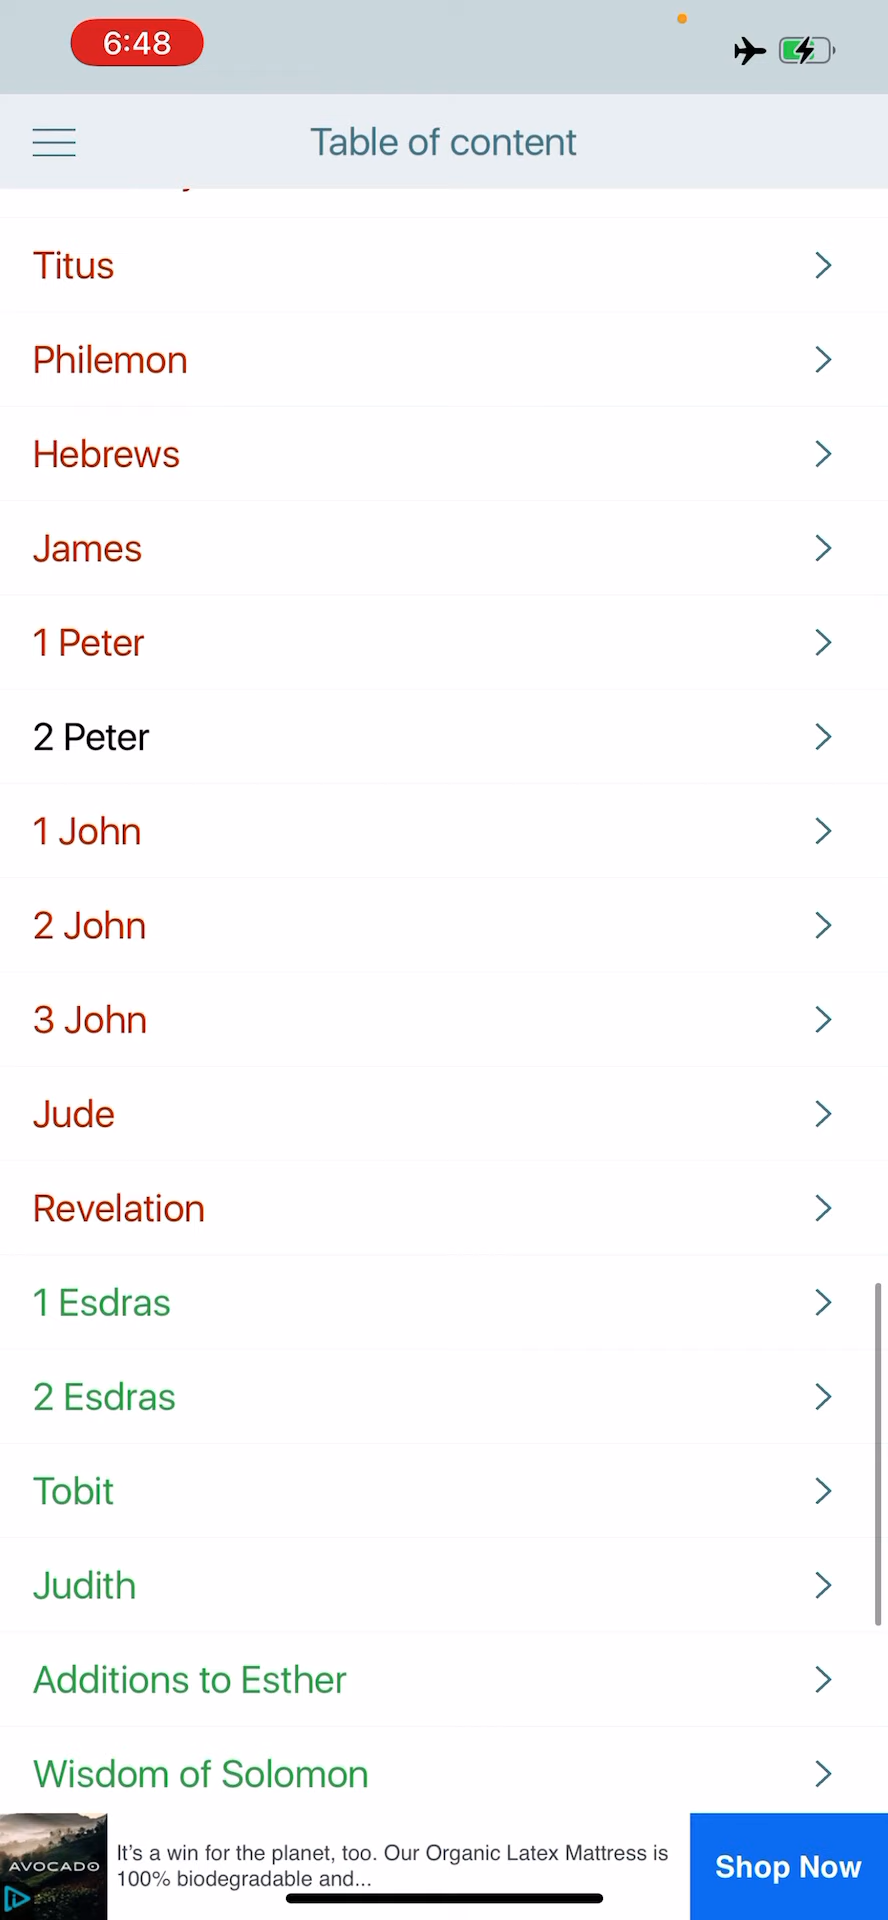 6:48
Table of content
Titus
Philemon
Hebrews
James
1 Peter
2 Peter
1 John
2 John
3 John
Jude
Revelation
1 Esdras
2 Esdras
Tobit
Judith
Additions to Esther
Wisdom of Solomon
AVOCADO
It's a win for the planet, too. Our Organic Latex Mattress is
100% biodegradable and...
Shop Now